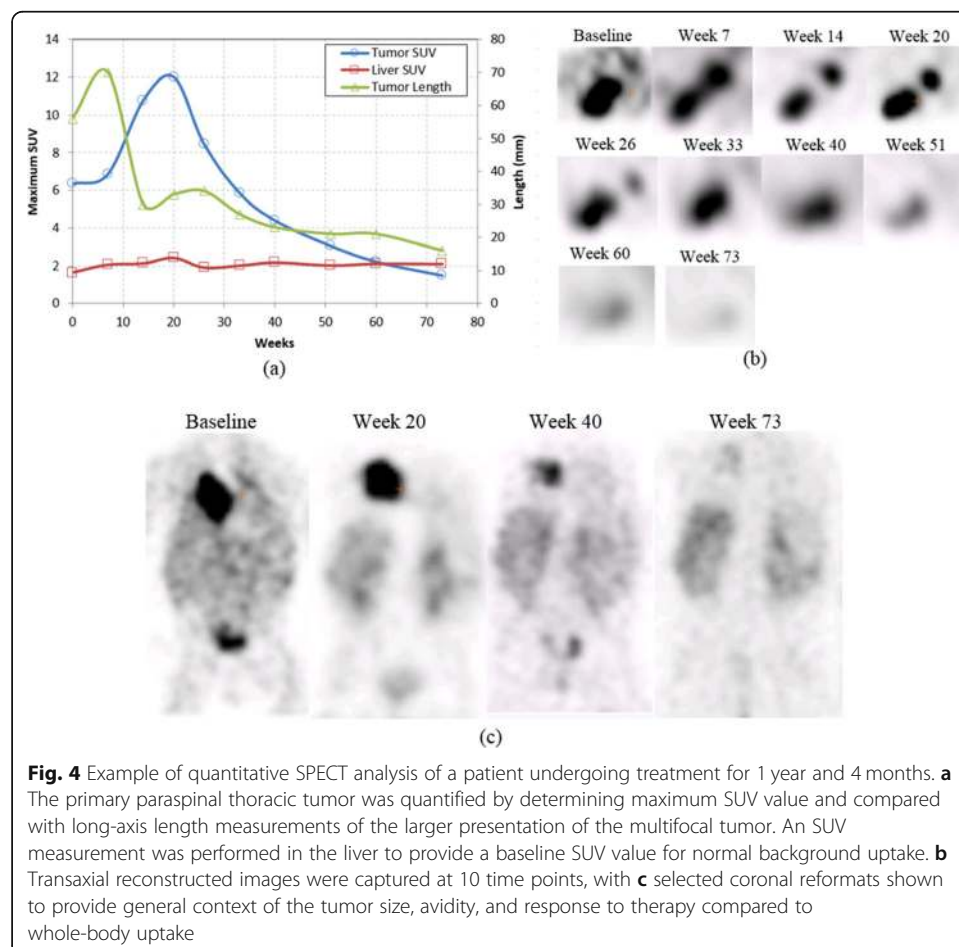 14
12
10
8
6
4
2
0
Maximum SUV
0 10 20 30 40 50 60 70 80
Weeks
80
70
60
50
40
30
20
10
0
Length (mm)
Tumor SUV
Liver SUV
Tumor Length
(a)
Baseline Week 7 Week 14 Week 20
Week 26 Week 33 Week 40 Week 51
Week 60 Week 73
(b)
Baseline Week 20 Week 40 Week 73
(c)
Fig. 4 Example of quantitative SPECT analysis of a patient undergoing treatment for 1 year and 4 months. a
The primary paraspinal thoracic tumor was quantified by determining maximum SUV value and compared
with long-axis length measurements of the larger presentation of the multifocal tumor. An SUV
measurement was performed in the liver to provide a baseline SUV value for normal background uptake. b
Transaxial reconstructed images were captured at 10 time points, with c selected coronal reformats shown
to provide general context of the tumor size, avidity, and response to therapy compared to
whole-body uptake